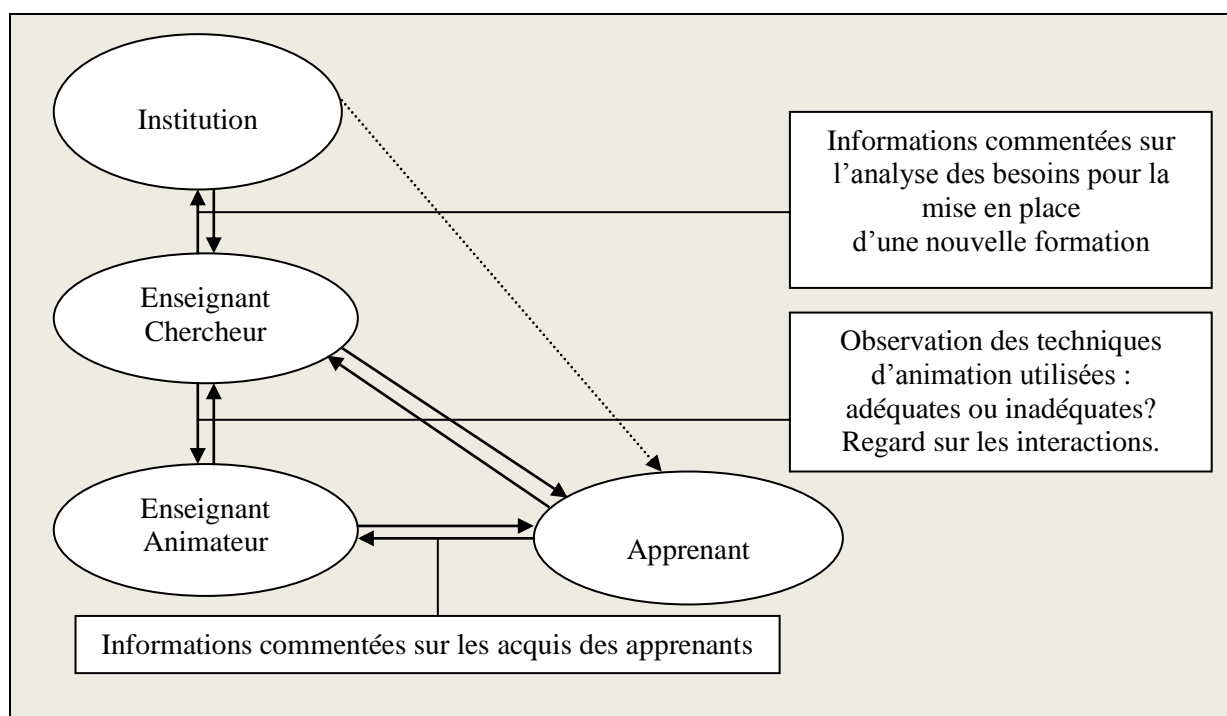 Institution
Informations commentées sur
l’analyse des besoins pour la
mise en place
d’une nouvelle formation
Enseignant
Chercheur
Observation des techniques
d’animation utilisées :
adéquates ou inadéquates?
Regard sur les interactions.
Enseignant
Animateur
Apprenant
Informations commentées sur les acquis des apprenants